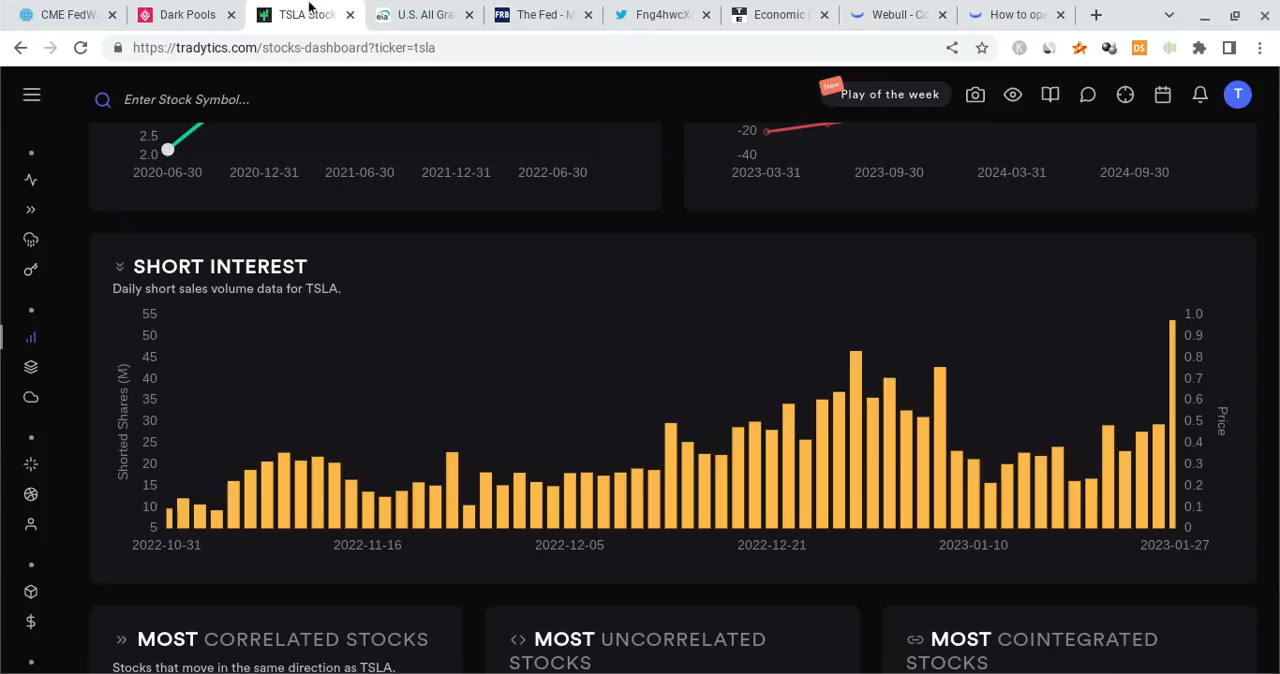 CME FedW
Dark Pools
TSLA Stock
U.S. All Gra
The Fed - M
Fng4hwcX
Economic
Webull - Co
How to ope
https://tradytics.com/stocks-dashboard?ticker=tsla
Enter Stock Symbol...
New
Play of the week
T
2.5
2.0
2020-06-30 2020-12-31 2021-06-30 2021-12-31 2022-06-30
-20
-40
2023-03-31 2023-09-30 2024-03-31 2024-09-30
SHORT INTEREST
Daily short sales volume data for TSLA.
Shorted Shares (M)
55
50
45
40
35
30
25
20
15
10
5
1.0
0.9
0.8
0.7
0.6
0.5
0.4
0.3
0.2
0.1
0
Price
2022-10-31 2022-11-16 2022-12-05 2022-12-21 2023-01-10 2023-01-27
MOST CORRELATED STOCKS
Stocks that move in the same direction as TSLA.
MOST UNCORRELATED
STOCKS
MOST COINTEGRATED
STOCKS